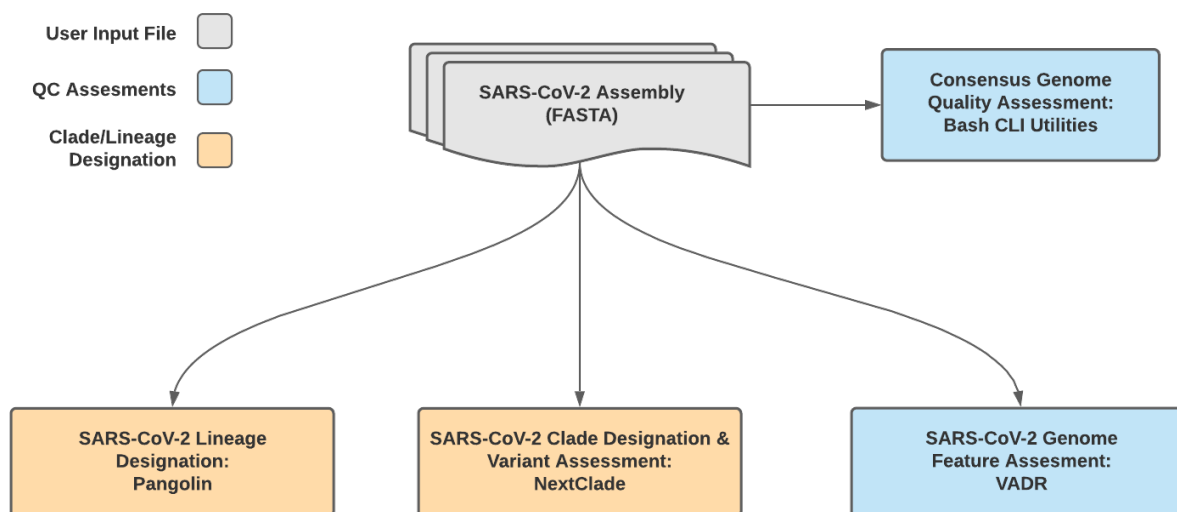 User Input File
QC Assesments
Clade/Lineage
Designation
SARS-CoV-2 Assembly
(FASTA)
Consensus Genome
Quality Assessment:
Bash CLI Utilities
SARS-CoV-2 Lineage
Designation:
Pangolin
SARS-CoV-2 Clade Designation &
Variant Assessment:
NextClade
SARS-CoV-2 Genome
Feature Assesment:
VADR